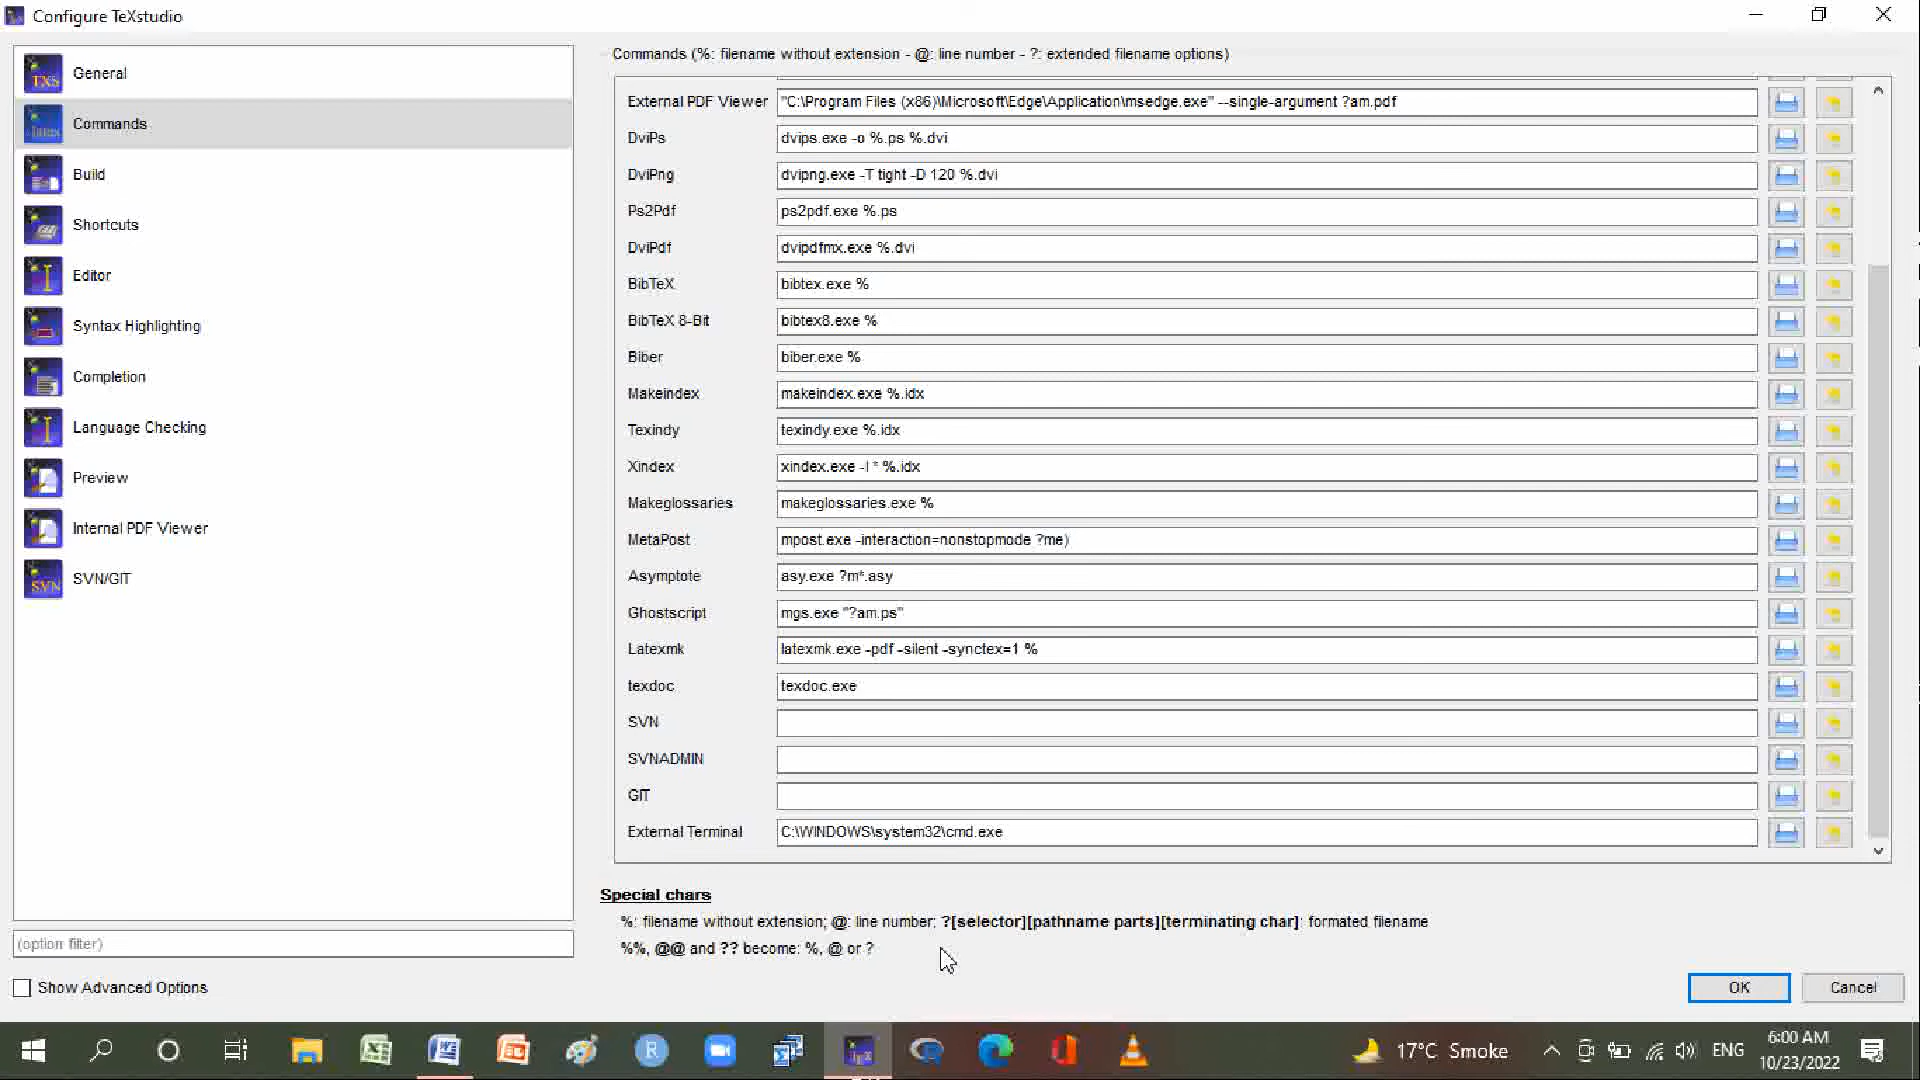 Configure TeXstudio
General
Commands
Build
Shortcuts
Editor
Syntax Highlighting
Completion
Language Checking
Preview
Internal PDF Viewer
SVN/GIT
(option filter)
Show Advanced Options
Commands (%: filename without extension - @: line number - ?: extended filename options)
External PDF Viewer "C:\Program Files (x86)\Microsoft\Edge\Application\msedge.exe" --single-argument ?am.pdf
DviPs dvips.exe -o %.ps %.dvi
DviPng dvipng.exe -T tight -D 120 %.dvi
Ps2Pdf ps2pdf.exe %.ps
DviPdf dvipdfmx.exe %.dvi
BibTeX bibtex.exe %
BibTeX 8-Bit bibtex8.exe %
Biber biber.exe %
Makeindex makeindex.exe %.idx
Texindy texindy.exe %.idx
Xindex xindex.exe -l * %.idx
Makeglossaries makeglossaries.exe %
MetaPost mpost.exe -interaction=nonstopmode ?me)
Asymptote asy.exe ?m*.asy
Ghostscript mgs.exe "?am.ps"
Latexmk latexmk.exe -pdf -silent -synctex=1 %
texdoc texdoc.exe
SVN
SVNADMIN
GIT
External Terminal C:\WINDOWS\system32\cmd.exe
Special chars
%: filename without extension; @: line number; ?[selector][pathname parts][terminating char]: formated filename
%%, @@ and ?? become: %, @ or ?
OK Cancel
17°C Smoke ENG 6:00 AM
10/23/2022